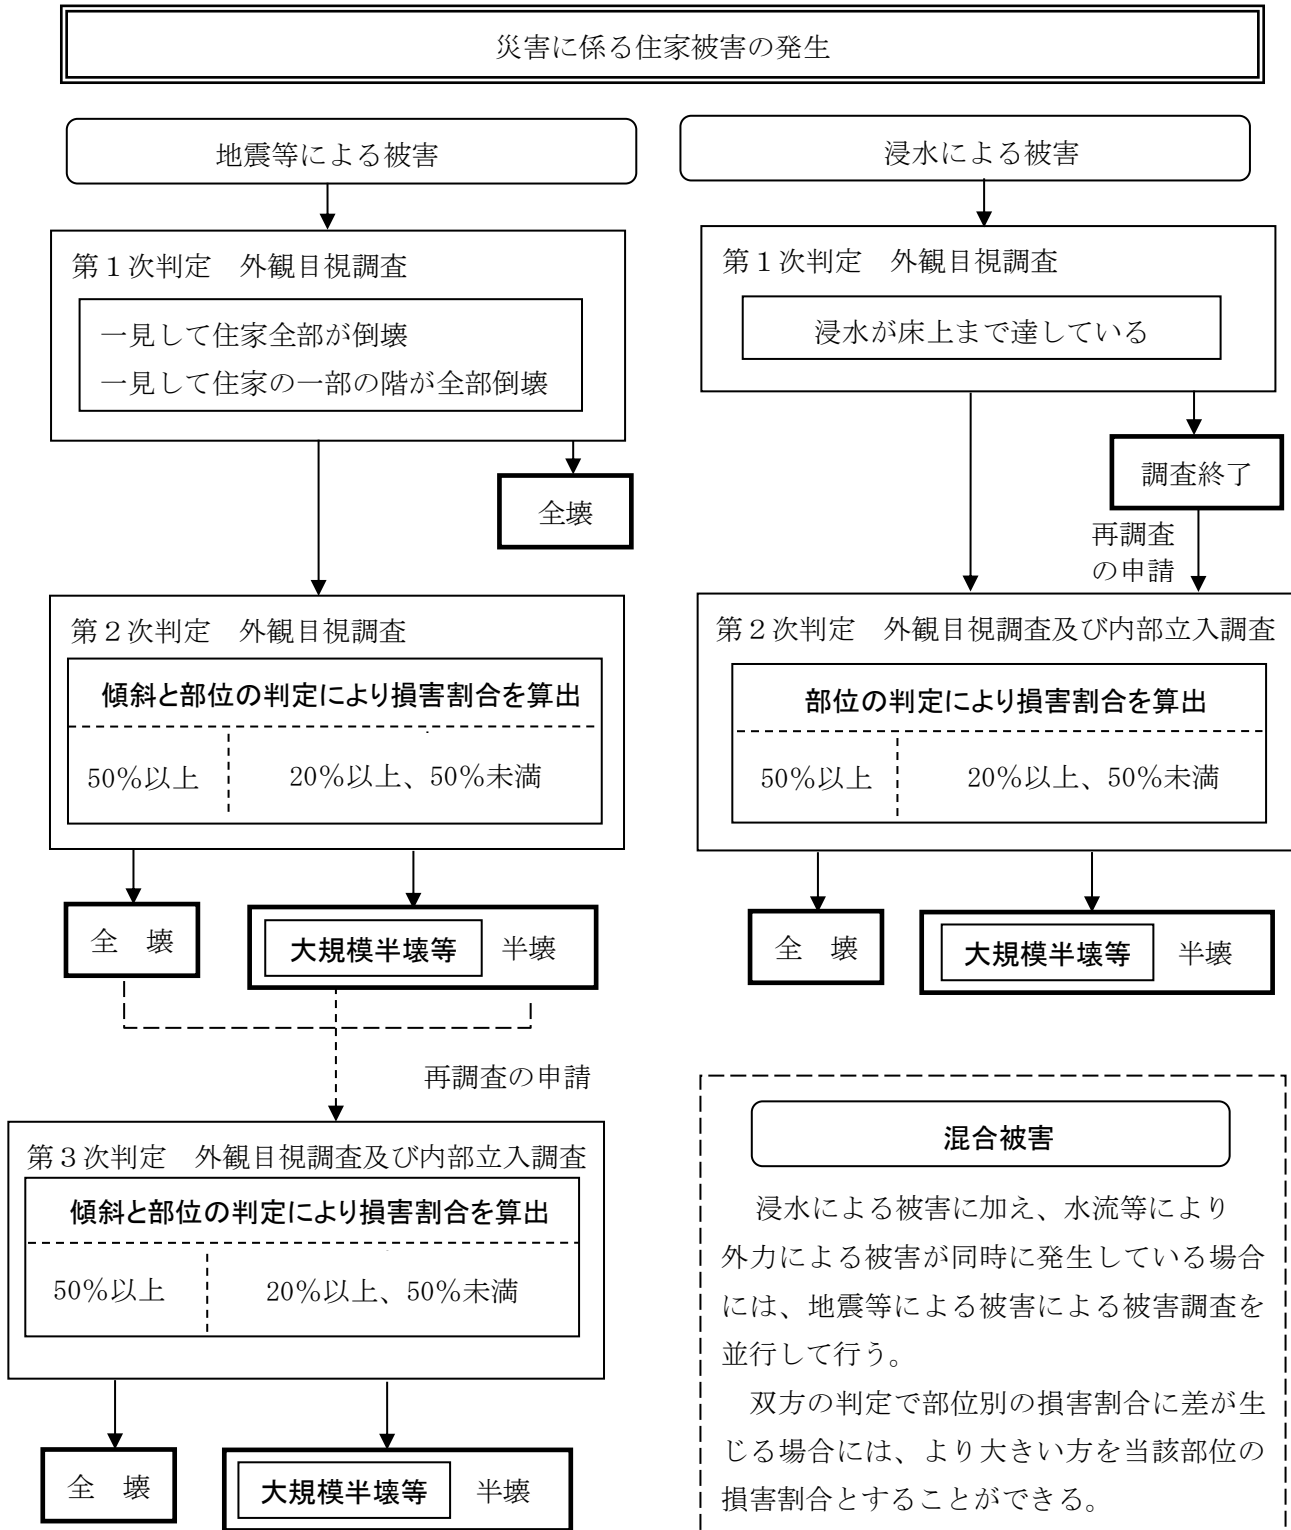 災害に係る住家被害の発生
地震等による被害
第１次判定　外観目視調査
一見して住家全部が倒壊
一見して住家の一部の階が全部倒壊
全壊
第２次判定　外観目視調査
傾斜と部位の判定により損害割合を算出
50％以上
20％以上、50％未満
全　壊
大規模半壊等
半壊
再調査の申請
第３次判定　外観目視調査及び内部立入調査
傾斜と部位の判定により損害割合を算出
50％以上
20％以上、50％未満
全　壊
大規模半壊等
半壊
浸水による被害
第１次判定　外観目視調査
浸水が床上まで達している
調査終了
再調査
の申請
第２次判定　外観目視調査及び内部立入調査
部位の判定により損害割合を算出
50％以上
20％以上、50％未満
全　壊
大規模半壊等
半壊
混合被害
浸水による被害に加え、水流等により
外力による被害が同時に発生している場合
には、地震等による被害による被害調査を
並行して行う。
双方の判定で部位別の損害割合に差が生
じる場合には、より大きい方を当該部位の
損害割合とすることができる。